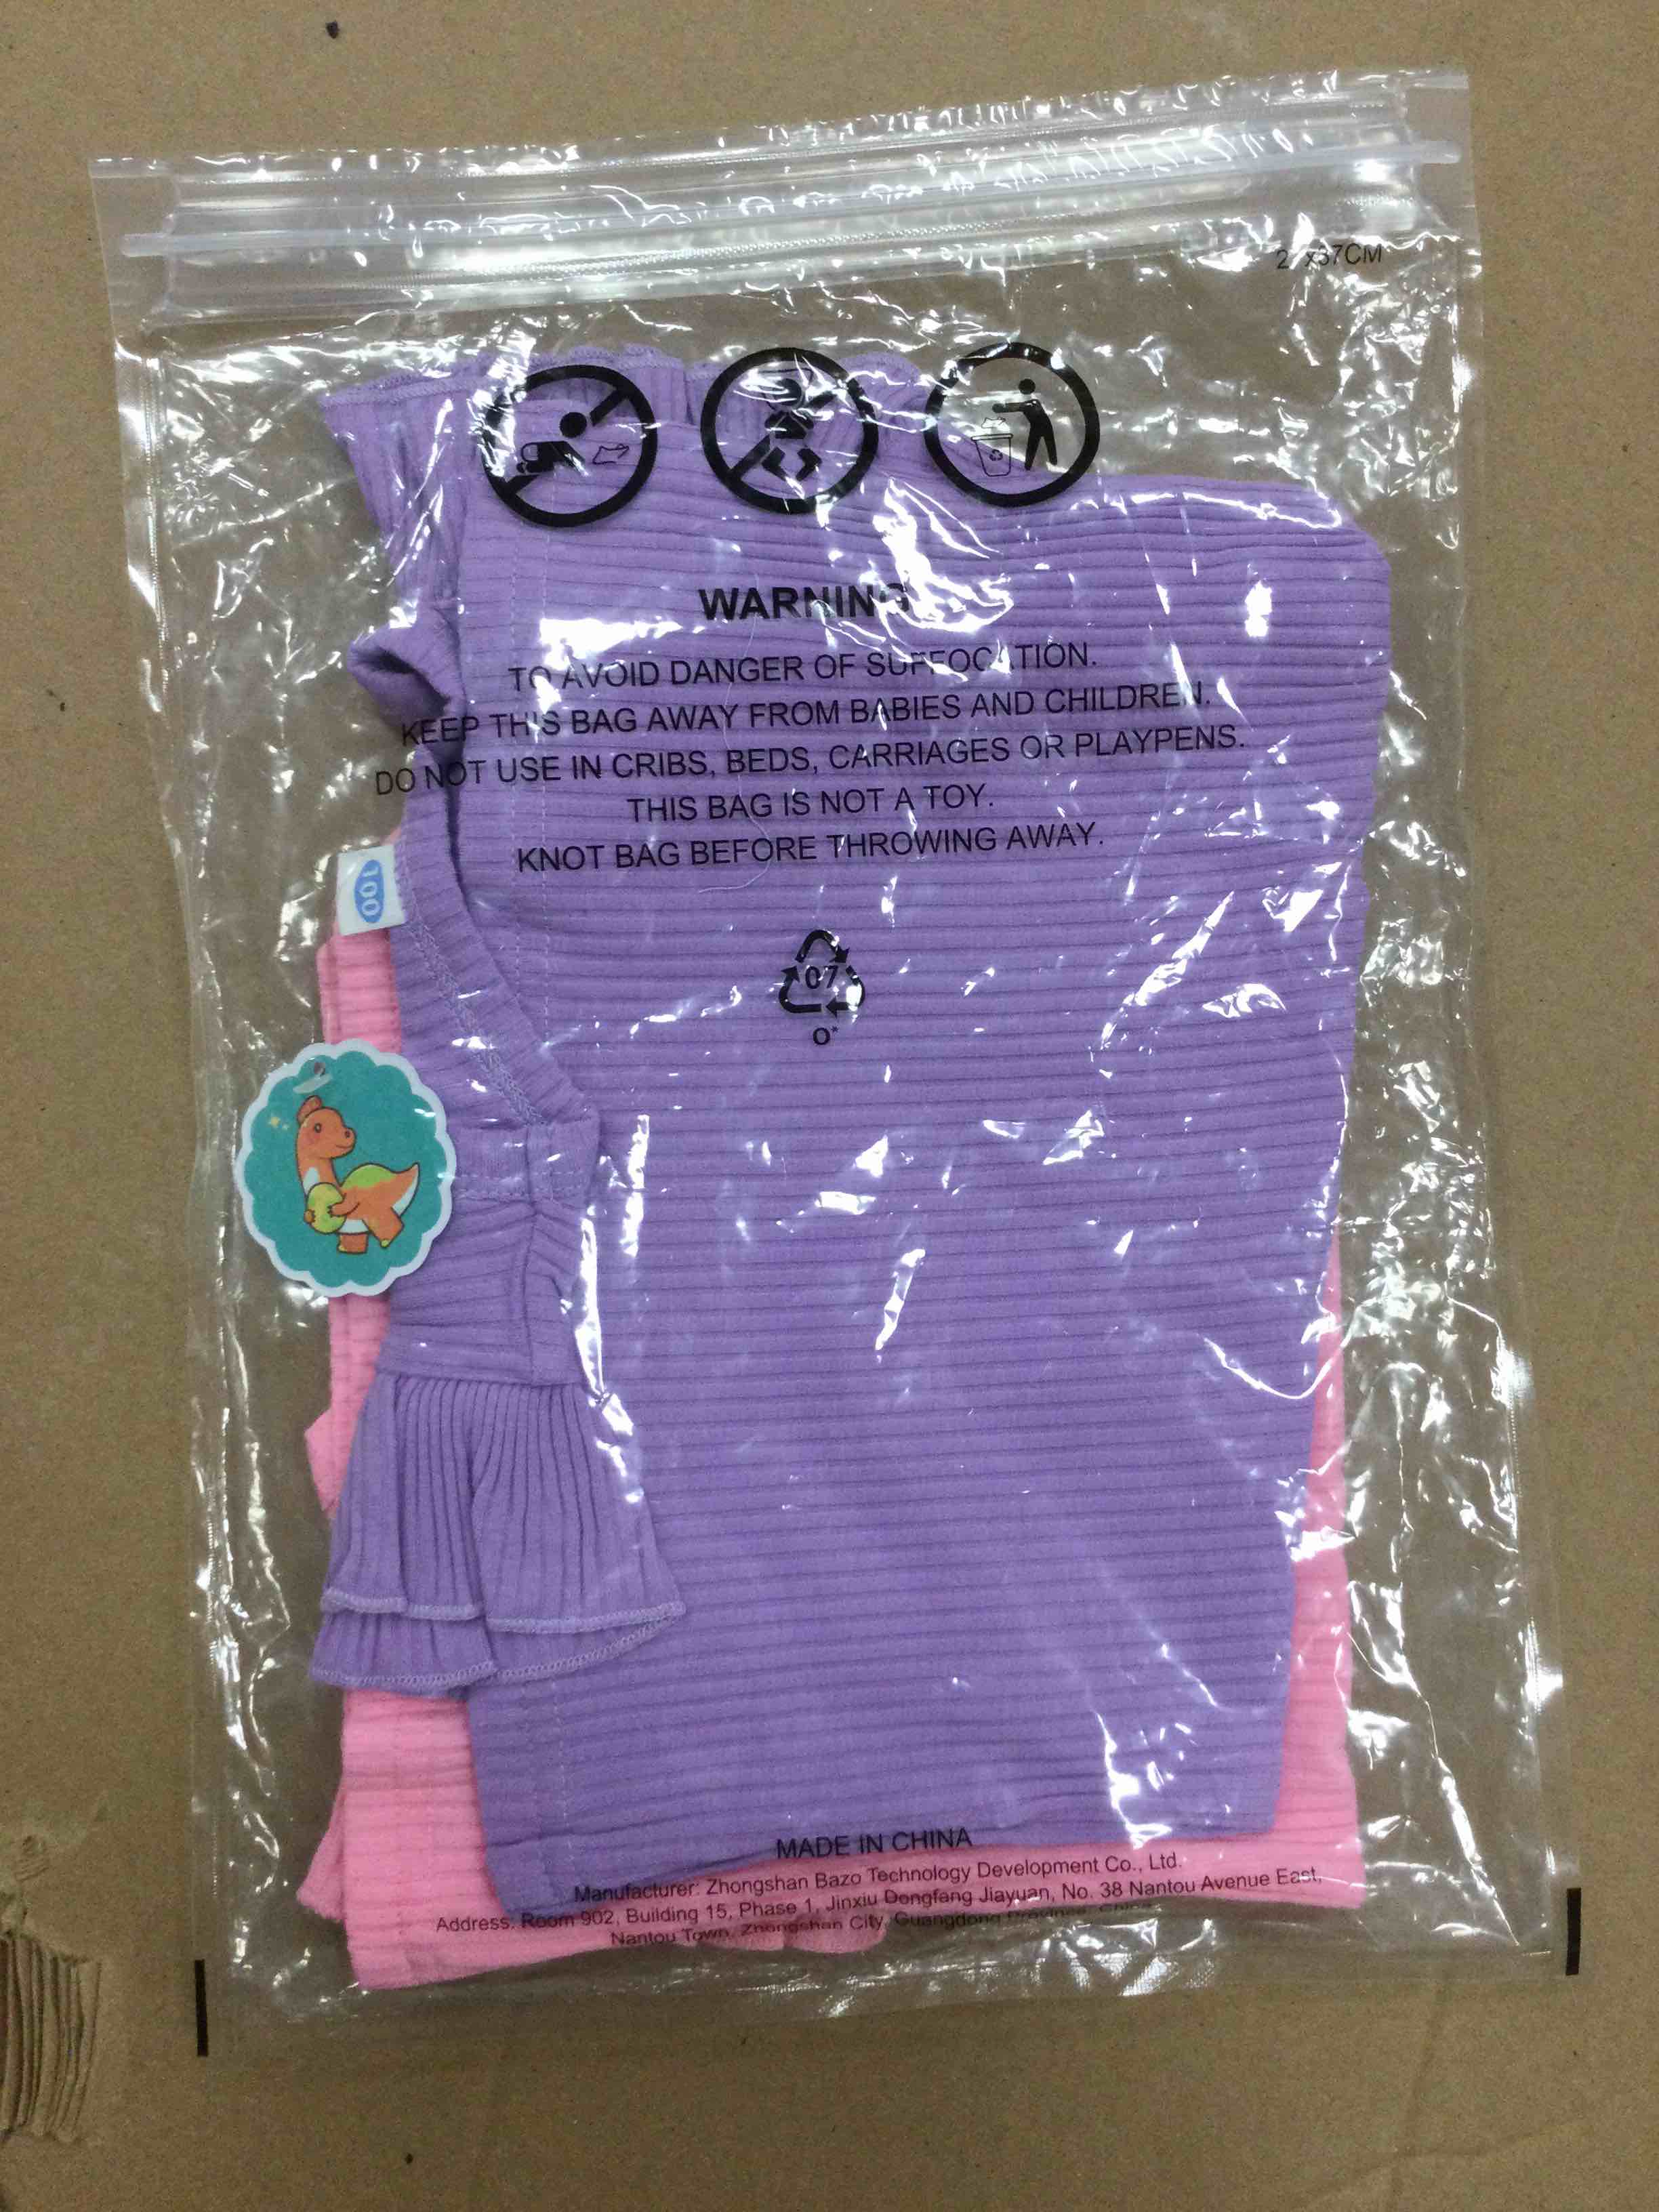 WARNING
TO AVOID DANGER OF SUFFOCATION.
KEEP THIS BAG AWAY FROM BABIES AND CHILDREN.
DO NOT USE IN CRIBS, BEDS, CARRIAGES OR PLAYPENS.
THIS BAG IS NOT A TOY.
KNOT BAG BEFORE THROWING AWAY.
100
07
O*
MADE IN CHINA
Manufacturer: Zhongshan Bazo Technology Development Co., Ltd.
Address: Room 902, Building 15, Phase 1, Jinxiu Dongfang Jiayuan, No. 38 Nantou Avenue East,
Nantou Town, Zhongshan City, Guangdong Province, China